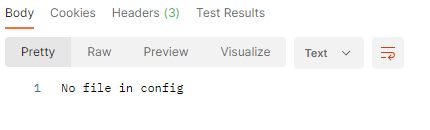 Body Cookies Headers (3) Test Results
Pretty Raw Preview Visualize Text
1 No file in config